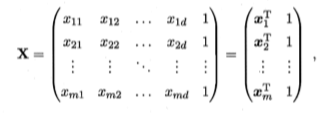 X = ( x₁₁ x₁₂ … x₁d 1 ; x₂₁ x₂₂ … x₂d 1 ; ⋮ ⋮ ⋱ ⋮ ⋮ ; xₘ₁ xₘ₂ … xₘd 1 ) = ( x₁ᵀ 1 ; x₂ᵀ 1 ; ⋮ ⋮ ; xₘᵀ 1 ) ,